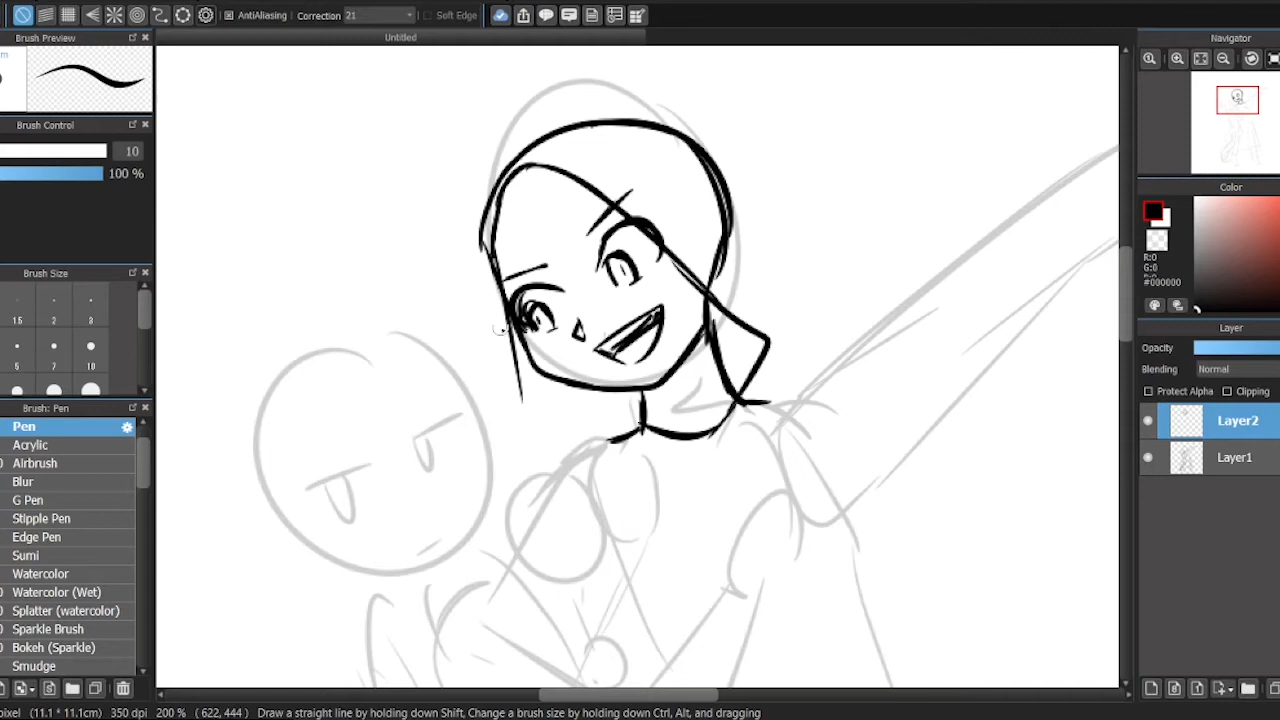 AntiAliasing Correction 21 Soft Edge
Brush Preview
Untitled
Navigator
Brush Control
10
100 %
Color
R:0
G:0
B:0
#000000
Brush Size
1.5 2 3
5 7 10
Layer
Opacity
Blending Normal
Protect Alpha Clipping
Layer2
Layer1
Brush: Pen
Pen
Acrylic
Airbrush
Blur
G Pen
Stipple Pen
Edge Pen
Sumi
Watercolor
Watercolor (Wet)
Splatter (watercolor)
Sparkle Brush
Bokeh (Sparkle)
Smudge
pixel (11.1 * 11.1cm) 350 dpi 200 % ( 622, 444 ) Draw a straight line by holding down Shift, Change a brush size by holding down Ctrl, Alt, and dragging